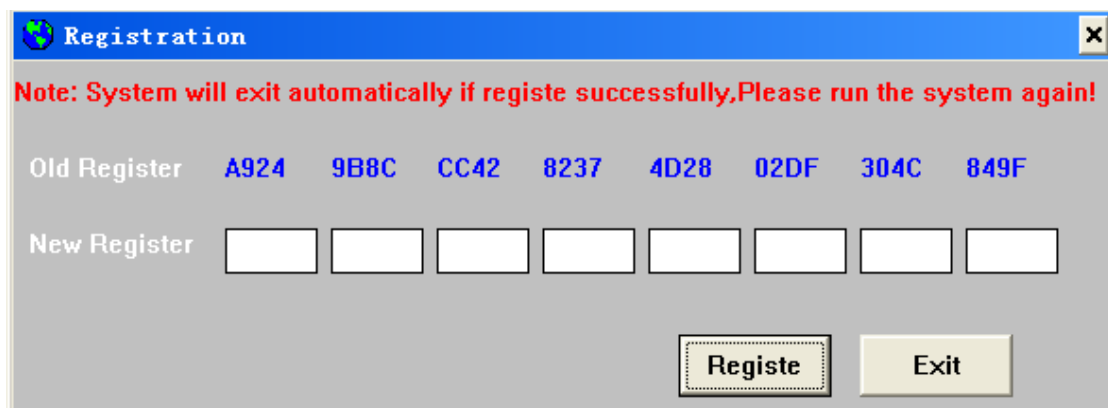 Registration
Note: System will exit automatically if registe successfully,Please run the system again!
Old Register A924 9B8C CC42 8237 4D28 02DF 304C 849F
New Register
Registe Exit